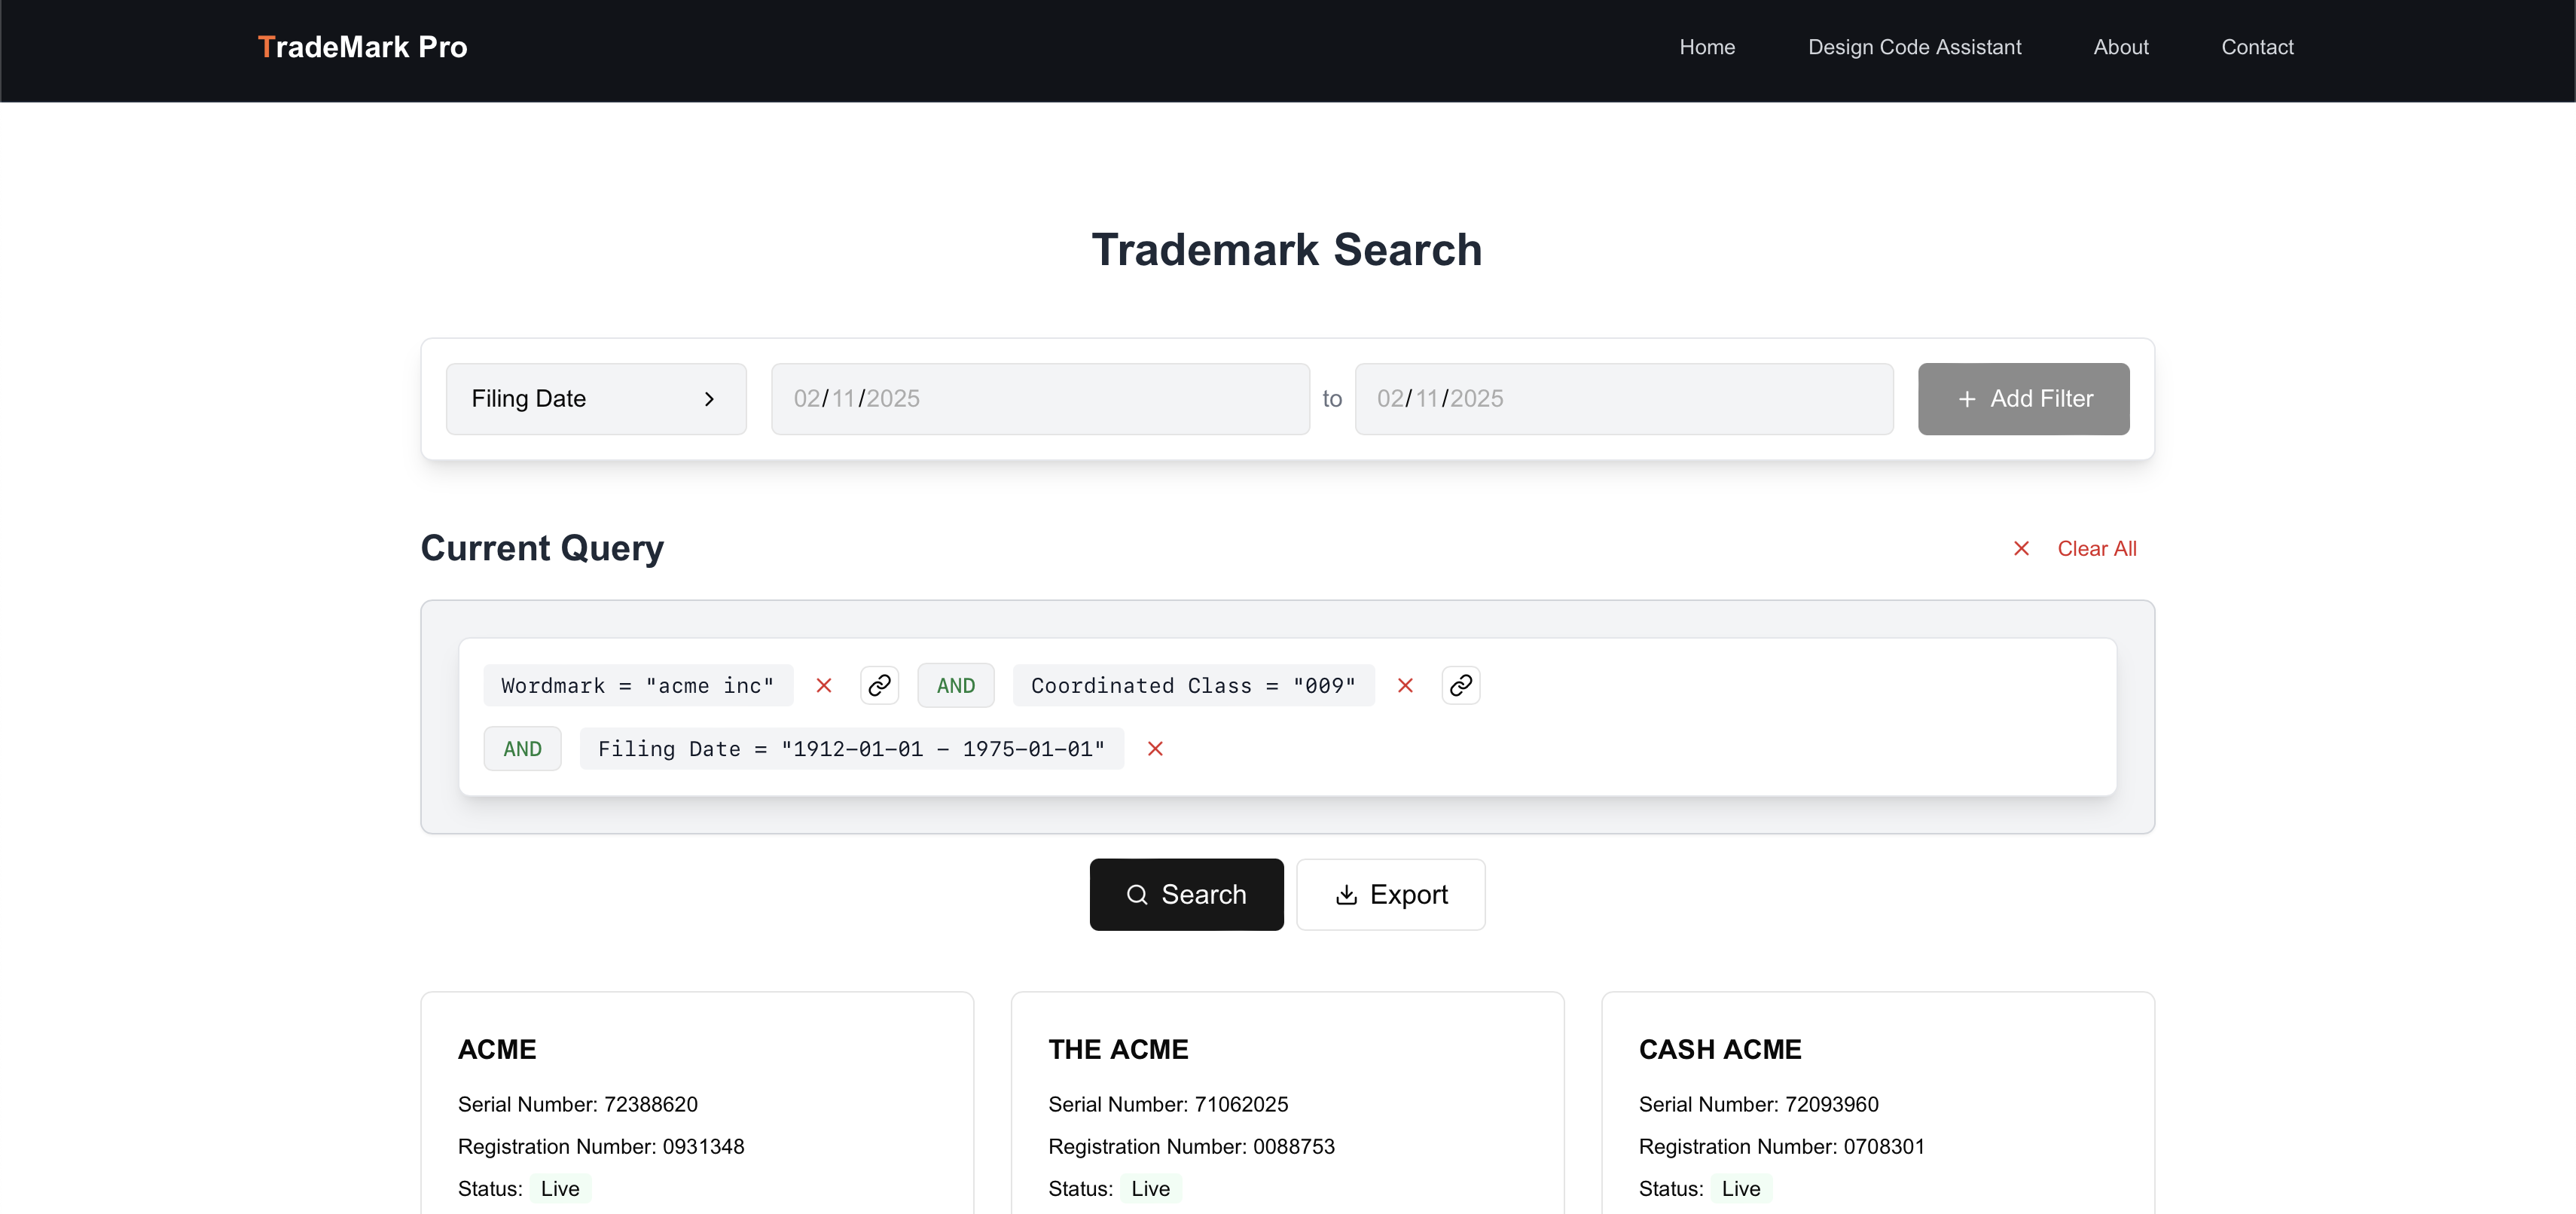 TradeMark Pro
Home
Design Code Assistant
About
Contact
Trademark Search
Filing Date
02/11/2025
to
02/11/2025
+ Add Filter
Current Query
Clear All
Wordmark = "acme inc"
AND
Coordinated Class = "009"
AND
Filing Date = "1912-01-01 - 1975-01-01"
Search
Export
ACME
Serial Number: 72388620
Registration Number: 0931348
Status: Live
THE ACME
Serial Number: 71062025
Registration Number: 0088753
Status: Live
CASH ACME
Serial Number: 72093960
Registration Number: 0708301
Status: Live